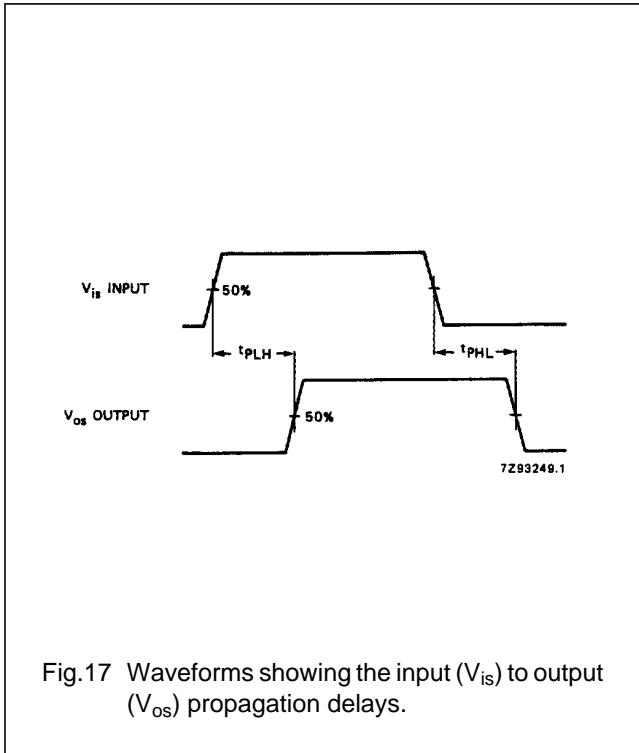 V_is INPUT
50%
t_PLH
t_PHL
V_os OUTPUT
50%
7Z93249.1
Fig.17 Waveforms showing the input (V_is) to output
(V_os) propagation delays.